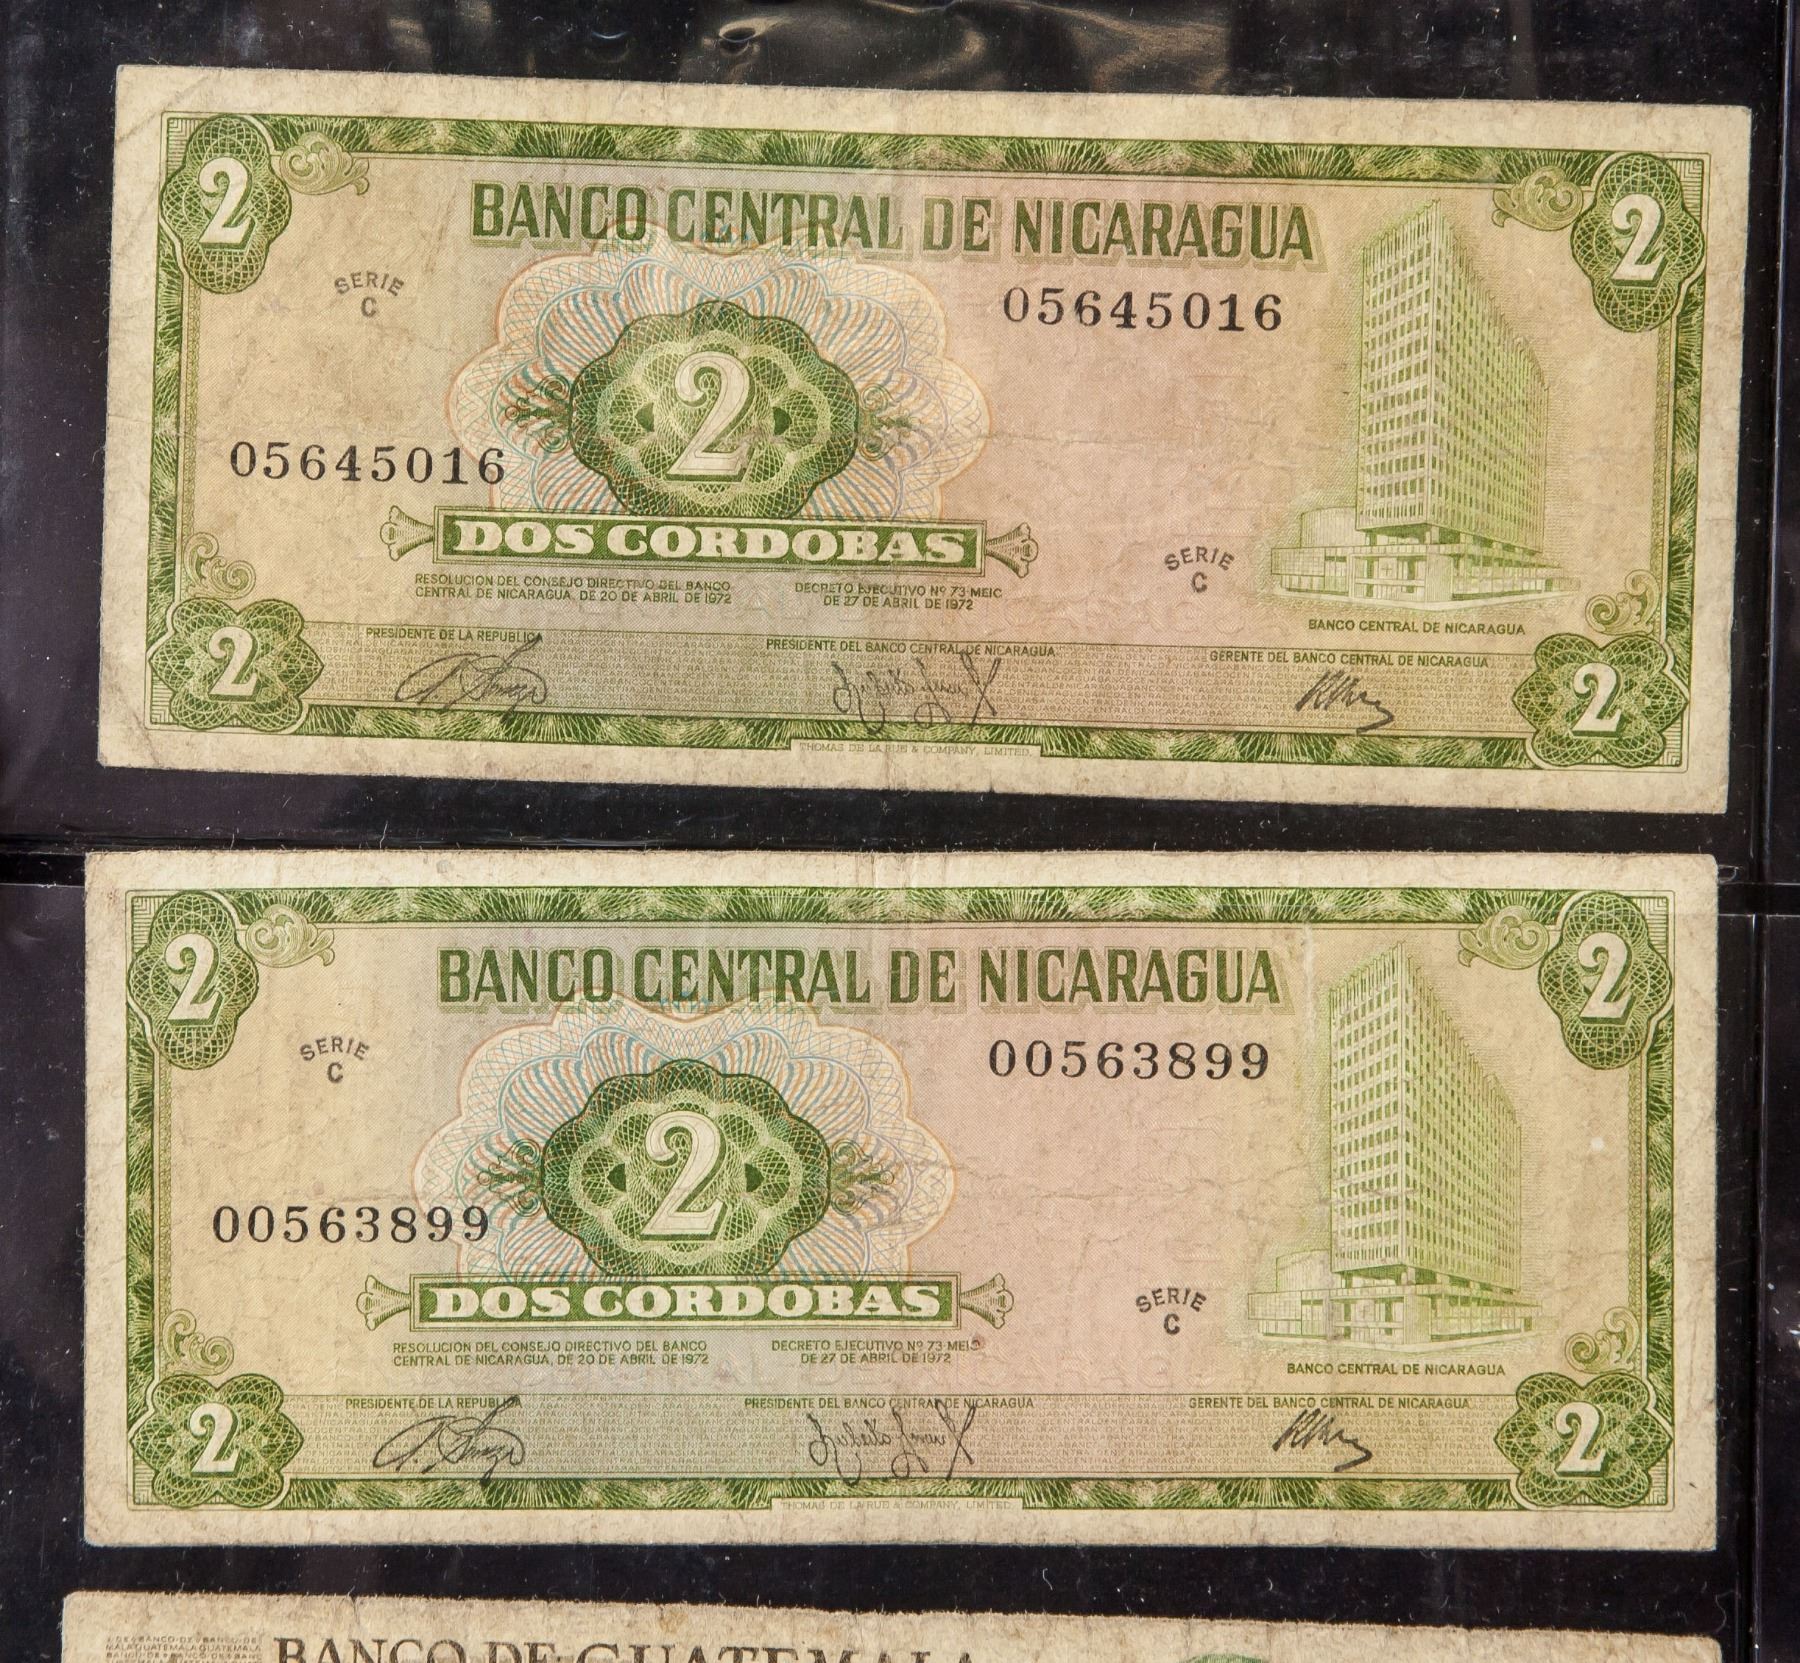 2 2
BANCO CENTRAL DE NICARAGUA
SERIE
C
05645016
2
05645016
DOS CORDOBAS
SERIE
C
RESOLUCION DEL CONSEJO DIRECTIVO DEL BANCO
CENTRAL DE NICARAGUA, DE 20 DE ABRIL DE 1972
DECRETO EJECUTIVO Nº 73-MEIC
DE 27 DE ABRIL DE 1972
BANCO CENTRAL DE NICARAGUA
PRESIDENTE DE LA REPUBLICA
PRESIDENTE DEL BANCO CENTRAL DE NICARAGUA
GERENTE DEL BANCO CENTRAL DE NICARAGUA
2 2
THOMAS DE LA RUE & COMPANY, LIMITED.
2 2
BANCO CENTRAL DE NICARAGUA
SERIE
C
00563899
2
00563899
DOS CORDOBAS
SERIE
C
RESOLUCION DEL CONSEJO DIRECTIVO DEL BANCO
CENTRAL DE NICARAGUA, DE 20 DE ABRIL DE 1972
DECRETO EJECUTIVO Nº 73-MEIC
DE 27 DE ABRIL DE 1972
BANCO CENTRAL DE NICARAGUA
PRESIDENTE DE LA REPUBLICA
PRESIDENTE DEL BANCO CENTRAL DE NICARAGUA
GERENTE DEL BANCO CENTRAL DE NICARAGUA
2 2
THOMAS DE LA RUE & COMPANY, LIMITED.
BANCO DE GUATEMALA